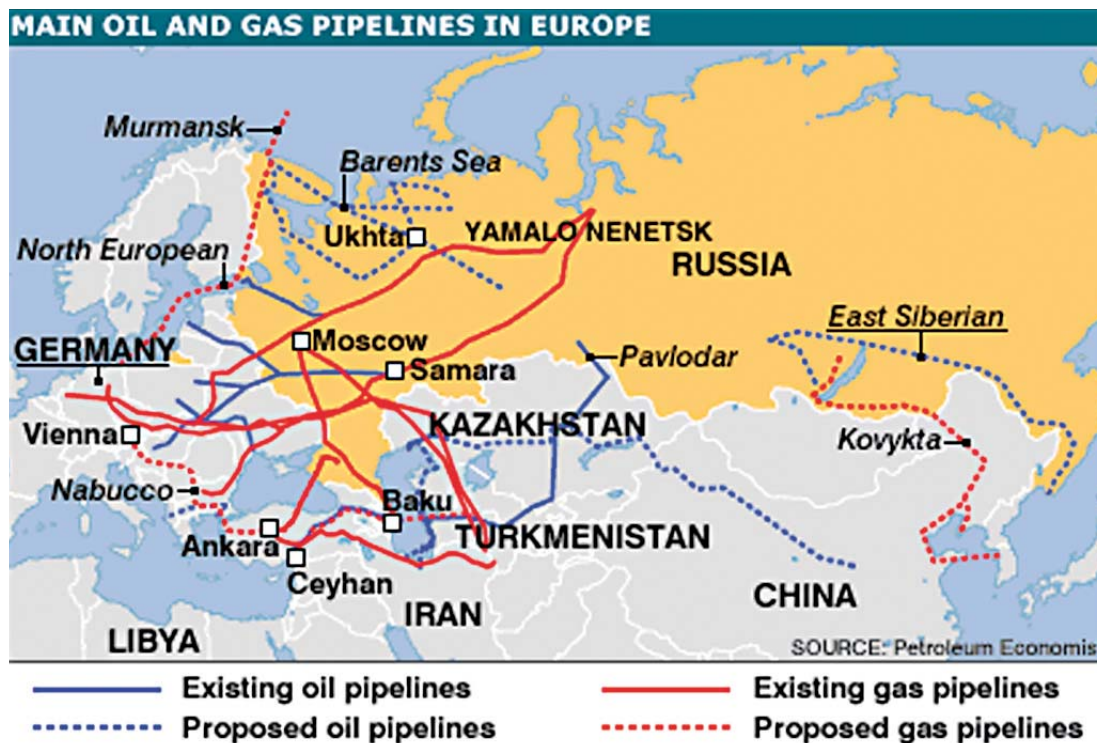 MAIN OIL AND GAS PIPELINES IN EUROPE
Murmansk
Barents Sea
Ukhta
YAMALO NENETSK
North European
RUSSIA
East Siberian
Moscow
GERMANY
Samara
Pavlodar
KAZAKHSTAN
Vienna
Kovykta
Nabucco
Baku
TURKMENISTAN
Ankara
Ceyhan
CHINA
IRAN
LIBYA
SOURCE: Petroleum Economis
Existing oil pipelines
Existing gas pipelines
Proposed oil pipelines
Proposed gas pipelines